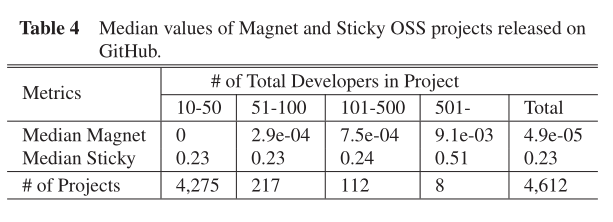 Table 4 Median values of Magnet and Sticky OSS projects released on
GitHub.
Metrics # of Total Developers in Project
10-50 51-100 101-500 501- Total
Median Magnet 0 2.9e-04 7.5e-04 9.1e-03 4.9e-05
Median Sticky 0.23 0.23 0.24 0.51 0.23
# of Projects 4,275 217 112 8 4,612